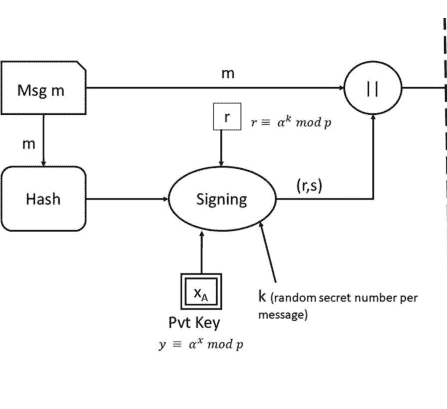 m
Msg m
||
r
r ≡ α^k mod p
m
Hash
Signing
(r,s)
x_A
k (random secret number per
message)
Pvt Key
y ≡ α^x mod p